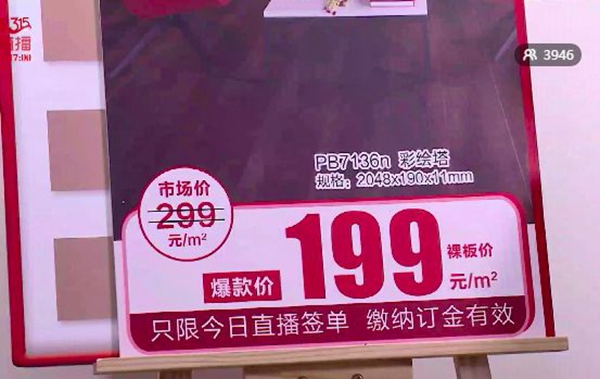 315
播
3946
PB7136n 彩绘塔
规格：2048x190x11mm
市场价
299
元/m²
爆款价
199
裸板价
元/m²
只限今日直播签单 缴纳订金有效